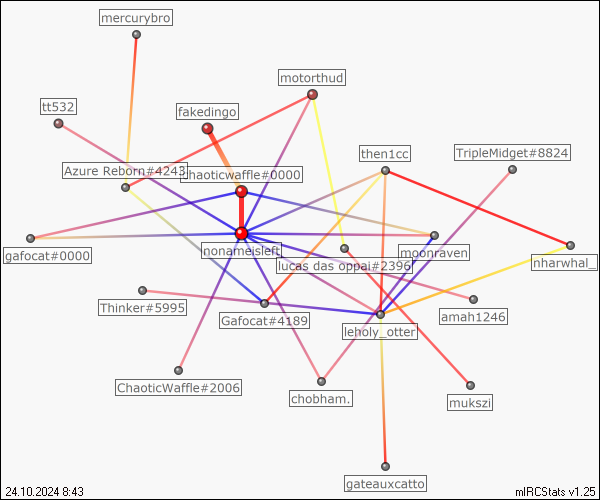 mercurybro
motorthud
tt532
fakedingo
then1cc
TripleMidget#8824
Azure Reborn#4243
Chaoticwaffle#0000
gafocat#0000
nonameisleft
moonraven
lucas das oppai#2396
nharwhal_
Thinker#5995
Gafocat#4189
amah1246
leholy_otter
ChaoticWaffle#2006
chobham.
mukszi
gateauxcatto
24.10.2024 8:43
mIRCStats v1.25